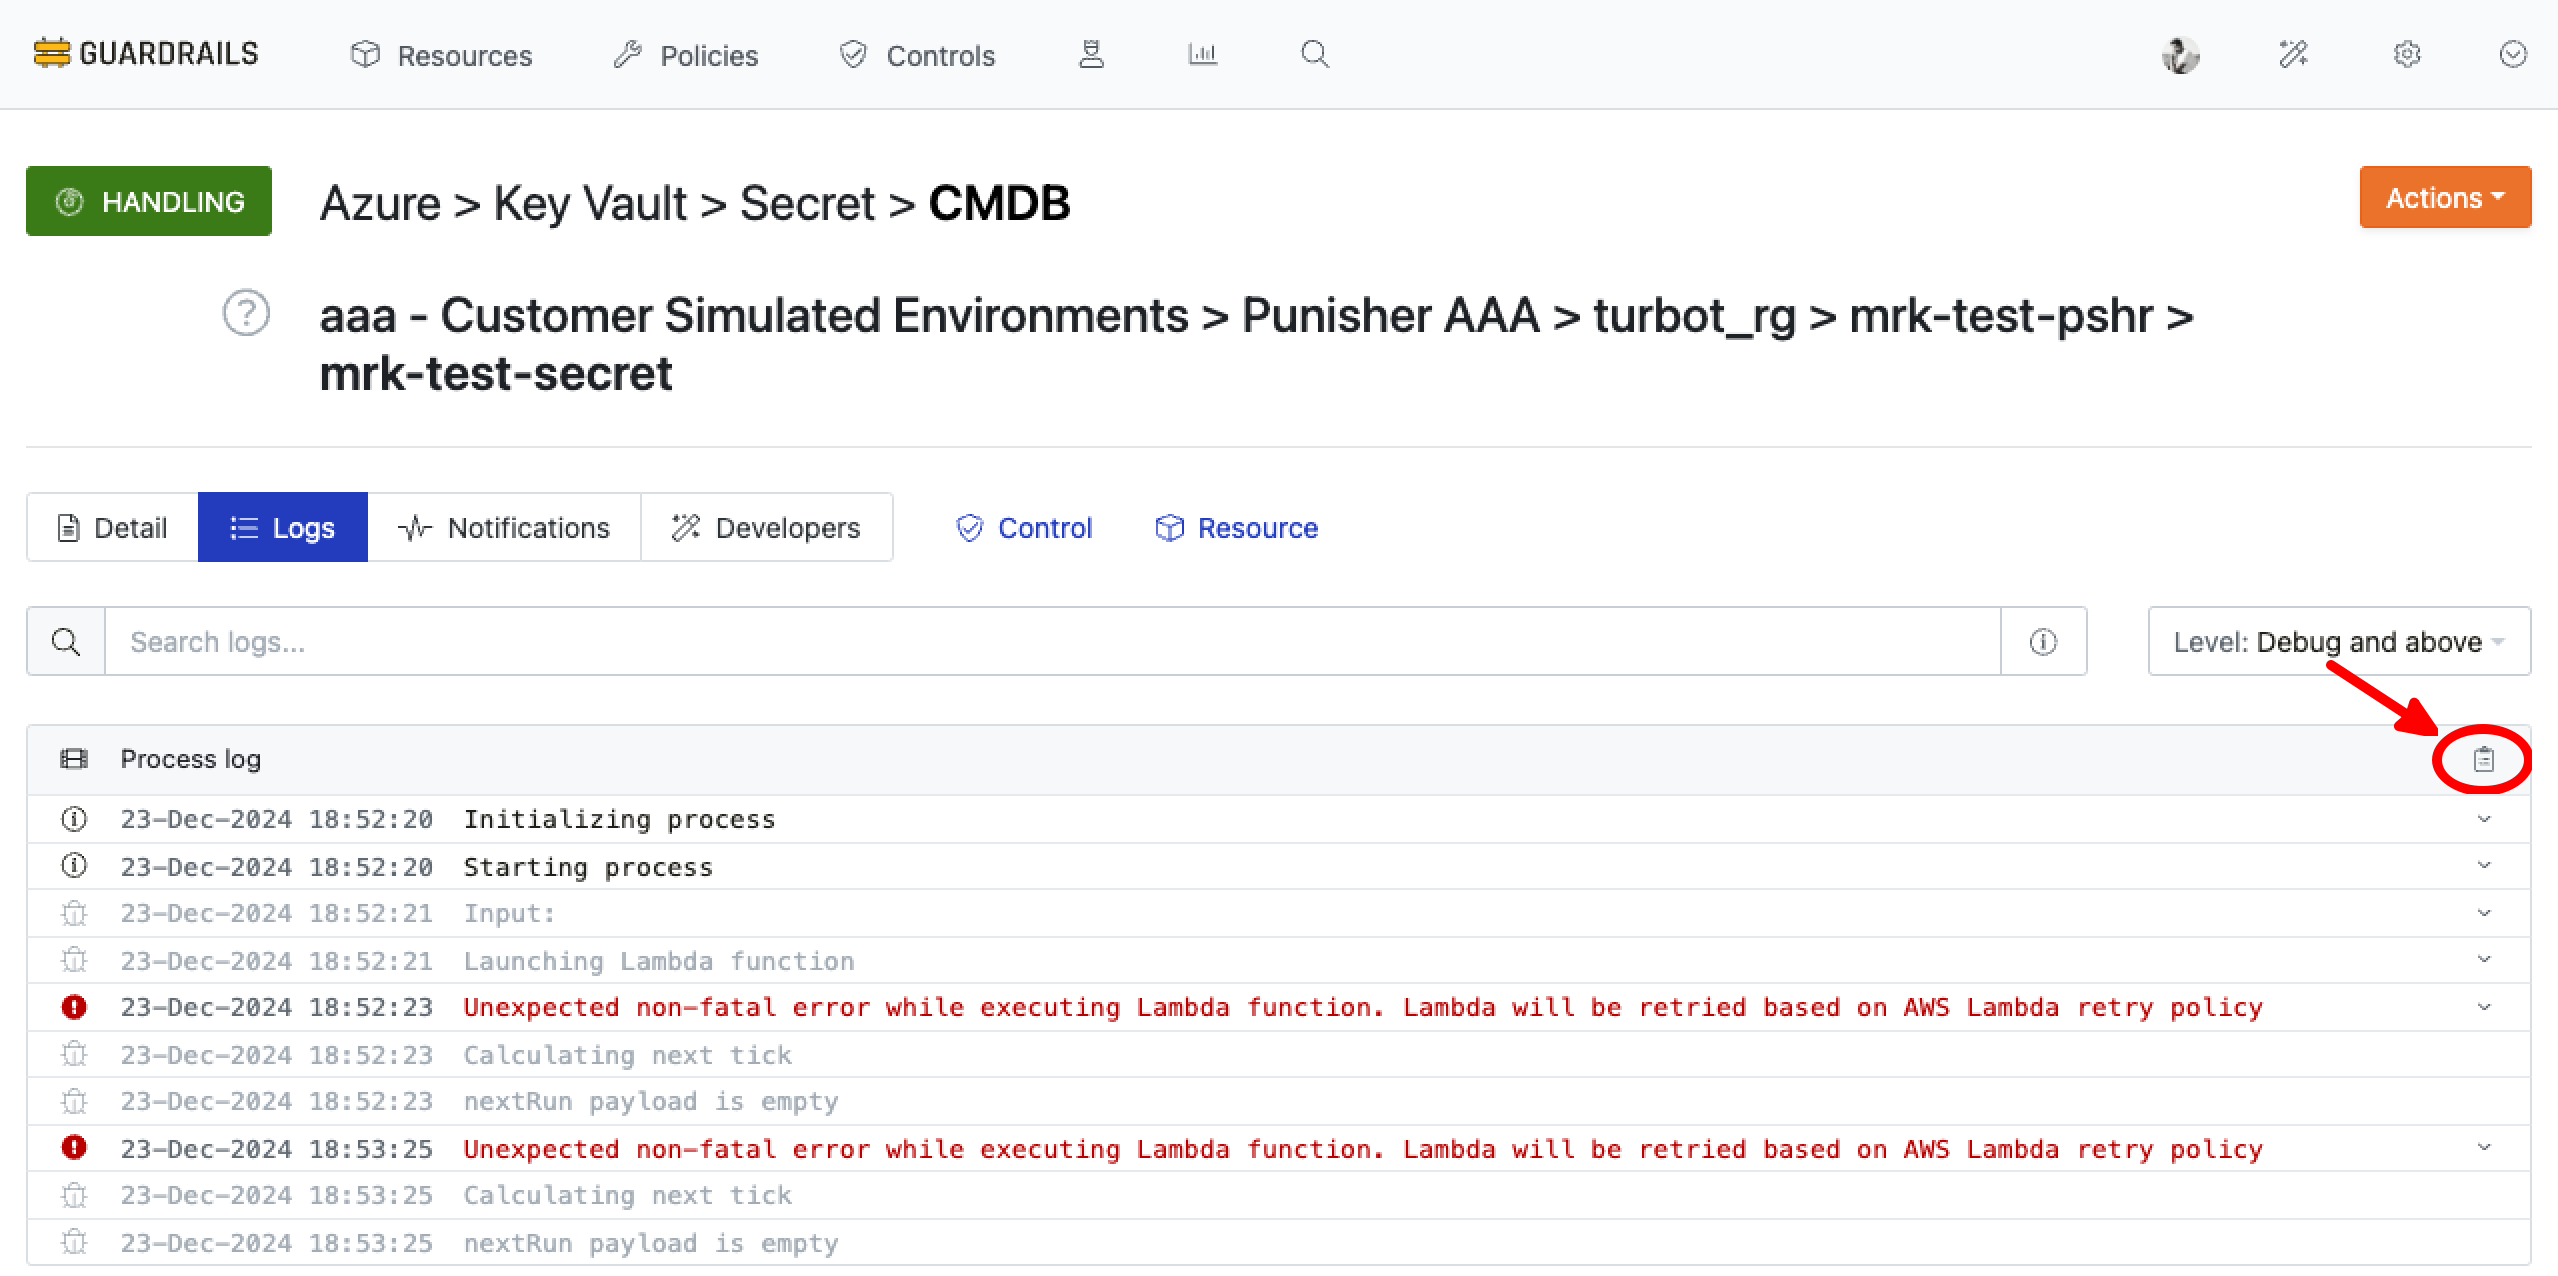 GUARDRAILS Resources Policies Controls
HANDLING Azure > Key Vault > Secret > CMDB Actions
aaa - Customer Simulated Environments > Punisher AAA > turbot_rg > mrk-test-pshr >
mrk-test-secret
Detail Logs Notifications Developers Control Resource
Search logs... Level: Debug and above
Process log
23-Dec-2024 18:52:20 Initializing process
23-Dec-2024 18:52:20 Starting process
23-Dec-2024 18:52:21 Input:
23-Dec-2024 18:52:21 Launching Lambda function
23-Dec-2024 18:52:23 Unexpected non-fatal error while executing Lambda function. Lambda will be retried based on AWS Lambda retry policy
23-Dec-2024 18:52:23 Calculating next tick
23-Dec-2024 18:52:23 nextRun payload is empty
23-Dec-2024 18:53:25 Unexpected non-fatal error while executing Lambda function. Lambda will be retried based on AWS Lambda retry policy
23-Dec-2024 18:53:25 Calculating next tick
23-Dec-2024 18:53:25 nextRun payload is empty